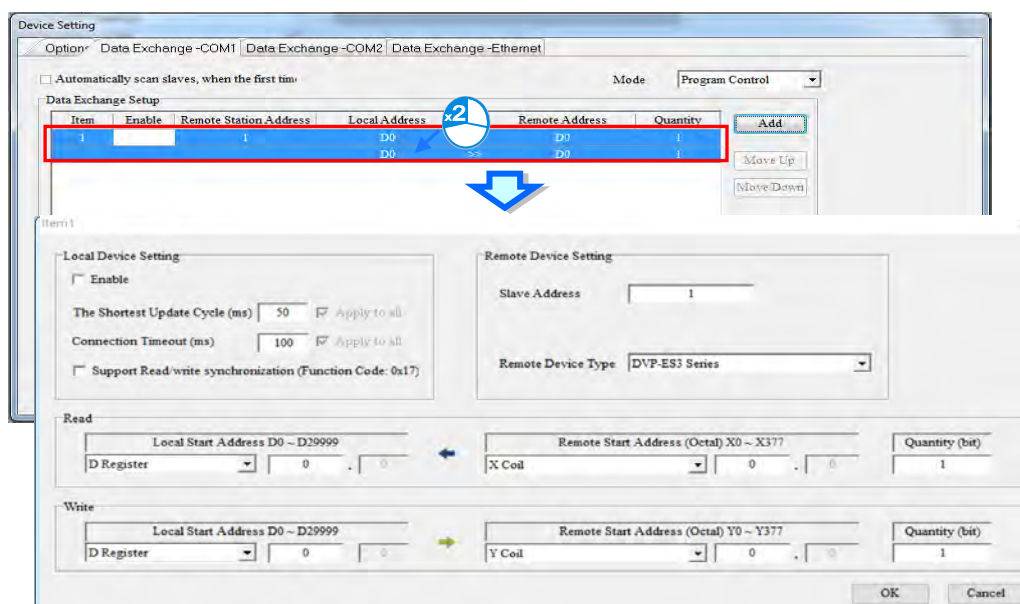 Device Setting
Option Data Exchange -COM1 Data Exchange -COM2 Data Exchange -Ethernet
Automatically scan slaves, when the first time Mode Program Control
Data Exchange Setup
Item Enable Remote Station Address Local Address Remote Address Quantity
x2
Add
1 1 D0 D0 1
D0 >> D0 1
Move Up
Move Down
Item1
Local Device Setting Remote Device Setting
Enable
Slave Address 1
The Shortest Update Cycle (ms) 50 Apply to all
Connection Timeout (ms) 100 Apply to all
Remote Device Type DVP-ES3 Series
Support Read/write synchronization (Function Code: 0x17)
Read
Local Start Address D0 ~ D29999 Remote Start Address (Octal) X0 ~ X377 Quantity (bit)
D Register 0 . 0 X Coil 0 . 0 1
Write
Local Start Address D0 ~ D29999 Remote Start Address (Octal) Y0 ~ Y377 Quantity (bit)
D Register 0 0 Y Coil 0 . 0 1
OK Cancel